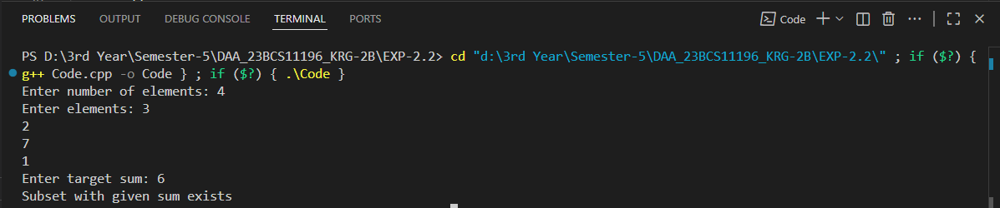 PROBLEMS OUTPUT DEBUG CONSOLE TERMINAL PORTS Code
PS D:\3rd Year\Semester-5\DAA_23BCS11196_KRG-2B\EXP-2.2> cd "d:\3rd Year\Semester-5\DAA_23BCS11196_KRG-2B\EXP-2.2\" ; if ($?) {
g++ Code.cpp -o Code } ; if ($?) { .\Code }
Enter number of elements: 4
Enter elements: 3
2
7
1
Enter target sum: 6
Subset with given sum exists